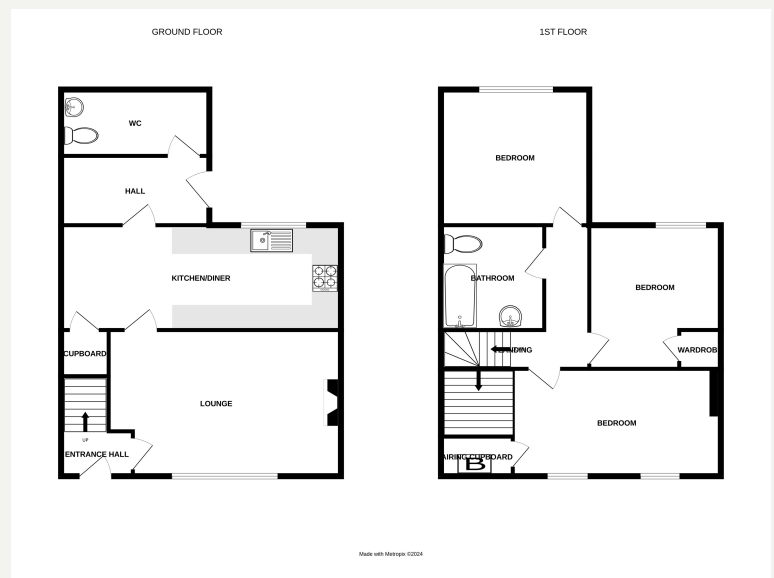 GROUND FLOOR
1ST FLOOR
WC
HALL
KITCHEN/DINER
CUPBOARD
LOUNGE
UP
ENTRANCE HALL
BEDROOM
BATHROOM
BEDROOM
LANDING
WARDROB
BEDROOM
AIRING CUPBOARD
B
Made with Metropix ©2024